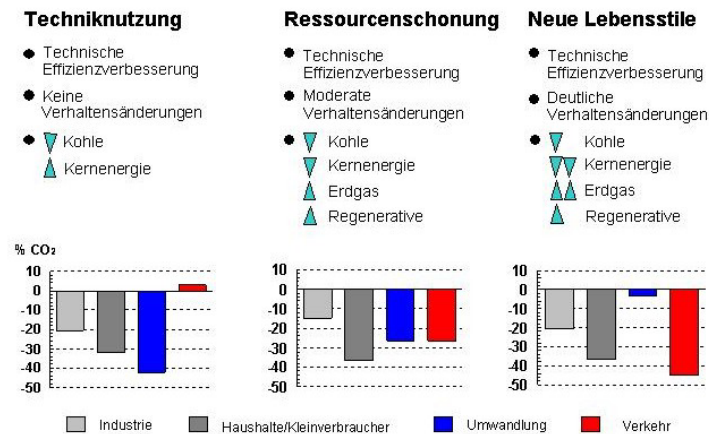 Techniknutzung
Technische
Effizienzverbesserung
Keine
Verhaltensänderungen
Kohle
Kernenergie
Ressourcenschonung
Technische
Effizienzverbesserung
Moderate
Verhaltensänderungen
Kohle
Kernenergie
Erdgas
Regenerative
Neue Lebensstile
Technische
Effizienzverbesserung
Deutliche
Verhaltensänderungen
Kohle
Kernenergie
Erdgas
Regenerative
% CO₂
10
0
-10
-20
-30
-40
-50
10
0
-10
-20
-30
-40
-50
10
0
-10
-20
-30
-40
-50
Industrie Haushalte/Kleinverbraucher Umwandlung Verkehr